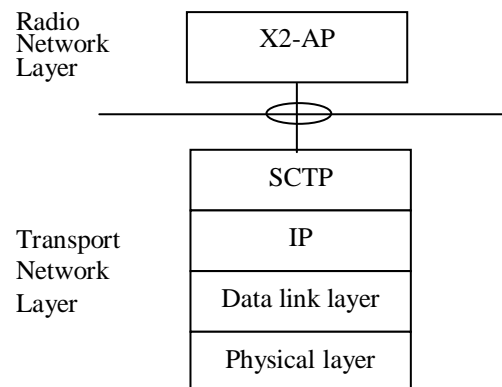 Radio
Network
Layer
X2-AP
SCTP
Transport
Network
Layer
IP
Data link layer
Physical layer